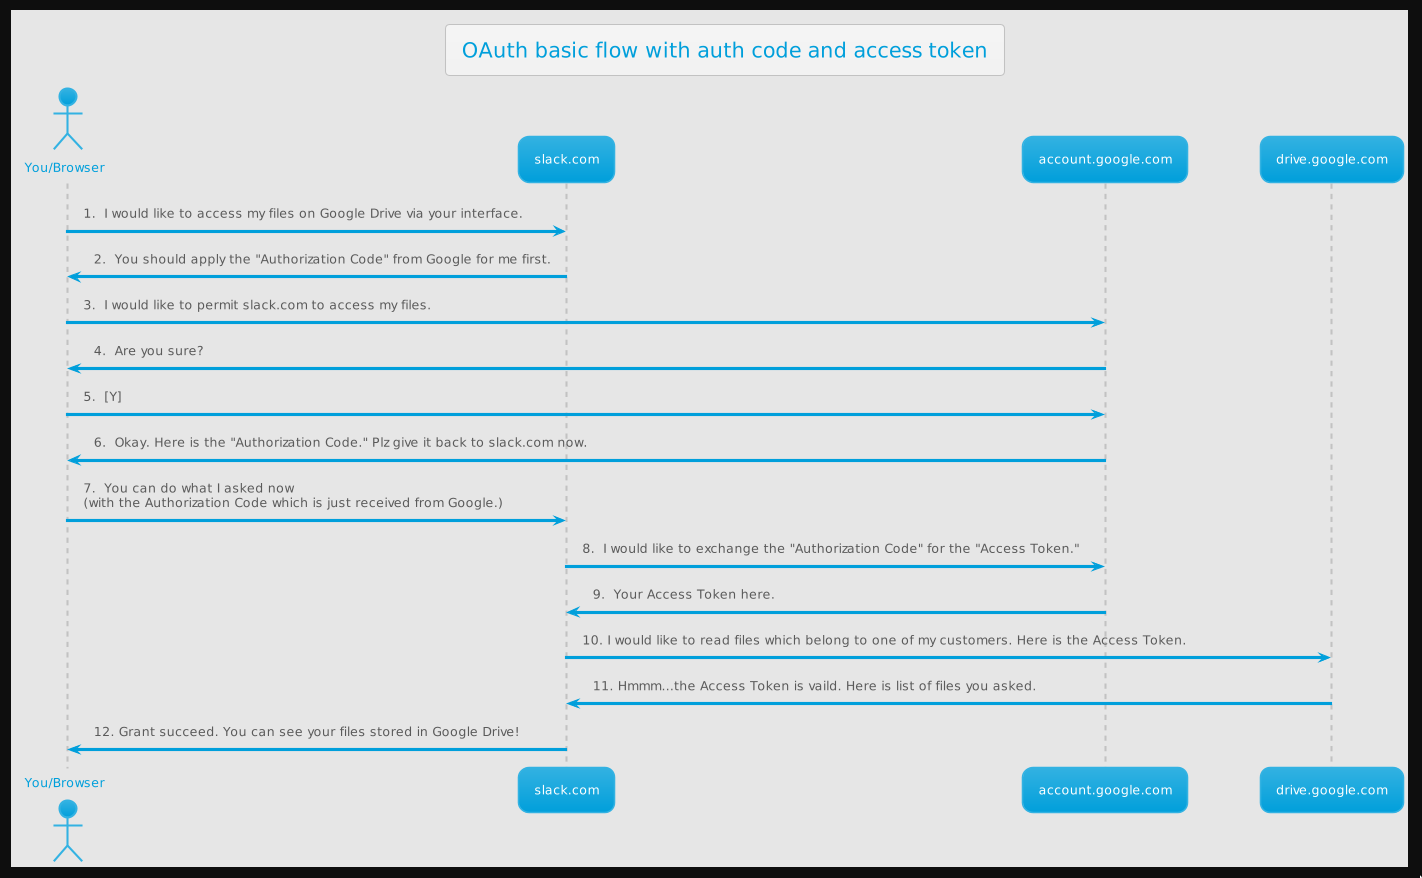 OAuth basic flow with auth code and access token
You/Browser
slack.com
account.google.com
drive.google.com
1.  I would like to access my files on Google Drive via your interface.
2.  You should apply the "Authorization Code" from Google for me first.
3.  I would like to permit slack.com to access my files.
4.  Are you sure?
5.  [Y]
6.  Okay. Here is the "Authorization Code." Plz give it back to slack.com now.
7.  You can do what I asked now
(with the Authorization Code which is just received from Google.)
8.  I would like to exchange the "Authorization Code" for the "Access Token."
9.  Your Access Token here.
10. I would like to read files which belong to one of my customers. Here is the Access Token.
11. Hmmm...the Access Token is vaild. Here is list of files you asked.
12. Grant succeed. You can see your files stored in Google Drive!
You/Browser
slack.com
account.google.com
drive.google.com